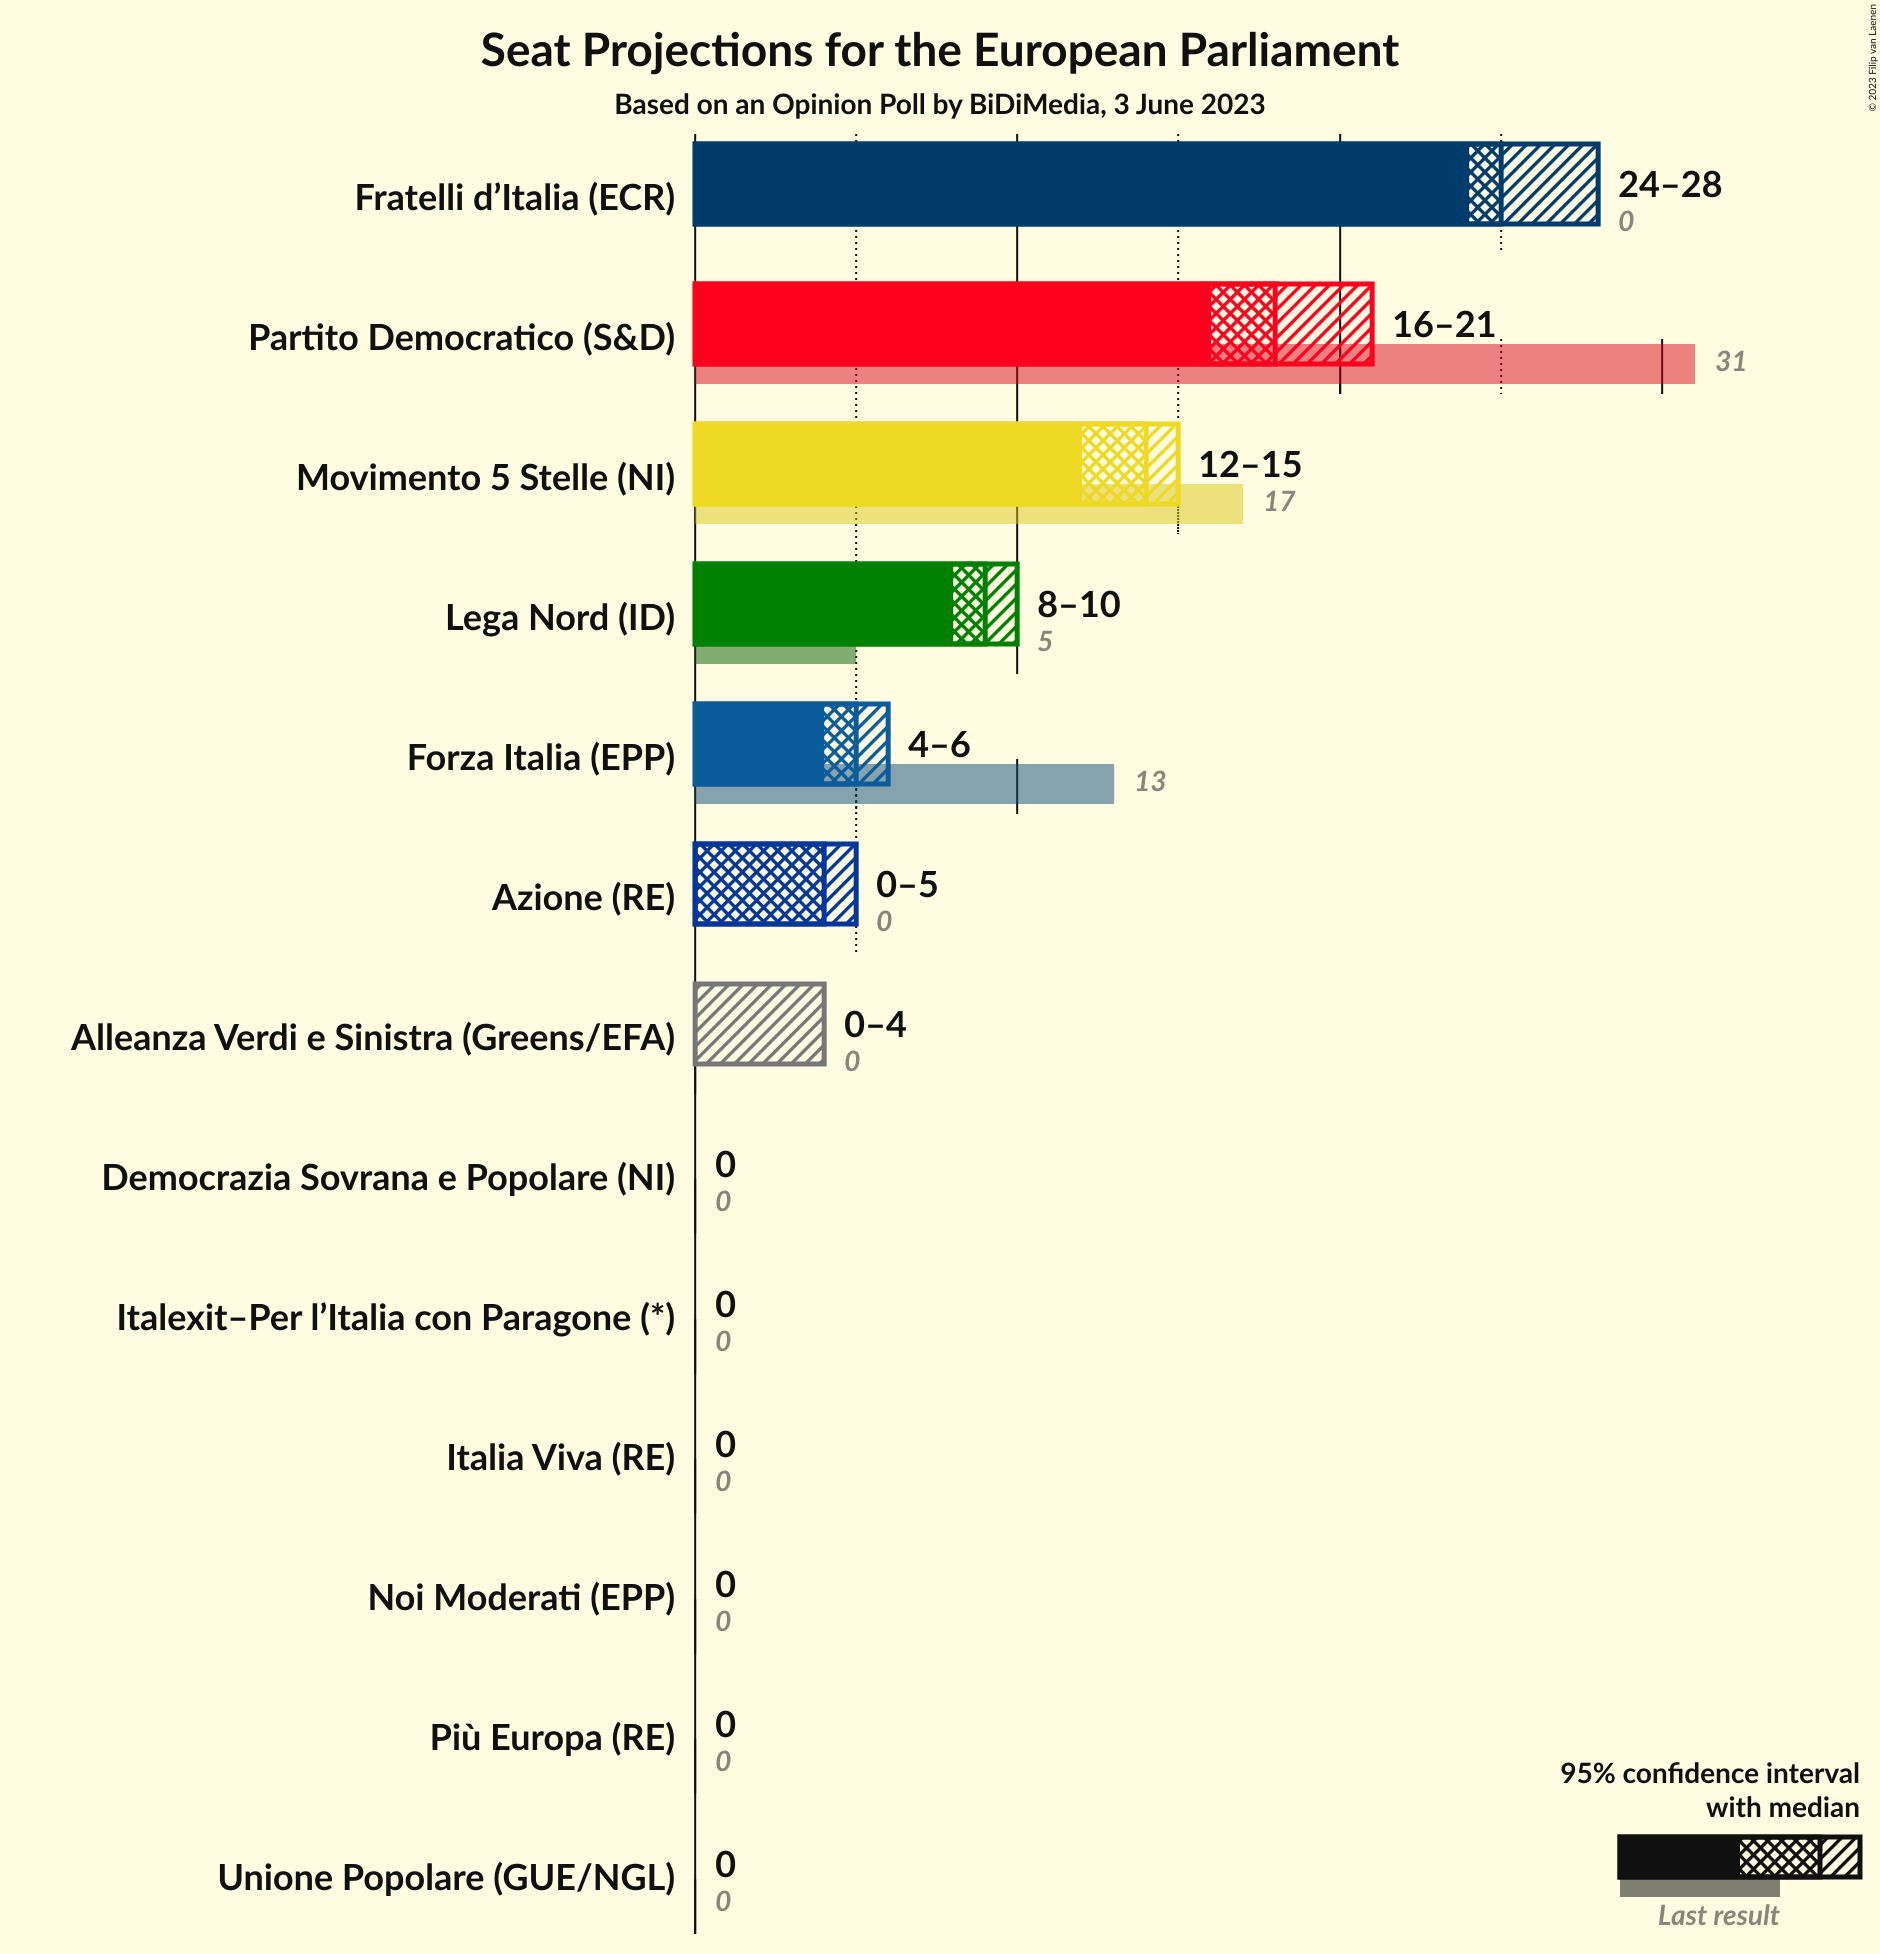 Seat Projections for the European Parliament
Based on an Opinion Poll by BiDiMedia, 3 June 2023
© 2023 Filip van Laenen
Fratelli d’Italia (ECR)
24–28
0
Partito Democratico (S&D)
16–21
31
Movimento 5 Stelle (NI)
12–15
17
Lega Nord (ID)
8–10
5
Forza Italia (EPP)
4–6
13
Azione (RE)
0–5
0
Alleanza Verdi e Sinistra (Greens/EFA)
0–4
0
Democrazia Sovrana e Popolare (NI)
0
0
Italexit–Per l’Italia con Paragone (*)
0
0
Italia Viva (RE)
0
0
Noi Moderati (EPP)
0
0
Più Europa (RE)
0
0
Unione Popolare (GUE/NGL)
0
0
95% confidence interval
with median
Last result